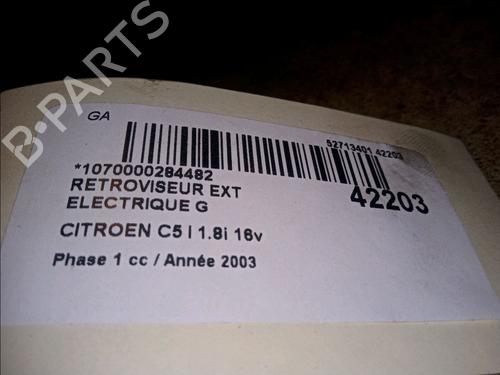 B-PARTS
GA
52713401 42203
*1070000284482
42203
RETROVISEUR EXT
ELECTRIQUE G
CITROEN C5 I 1.8i 16v
Phase 1 cc / Année 2003